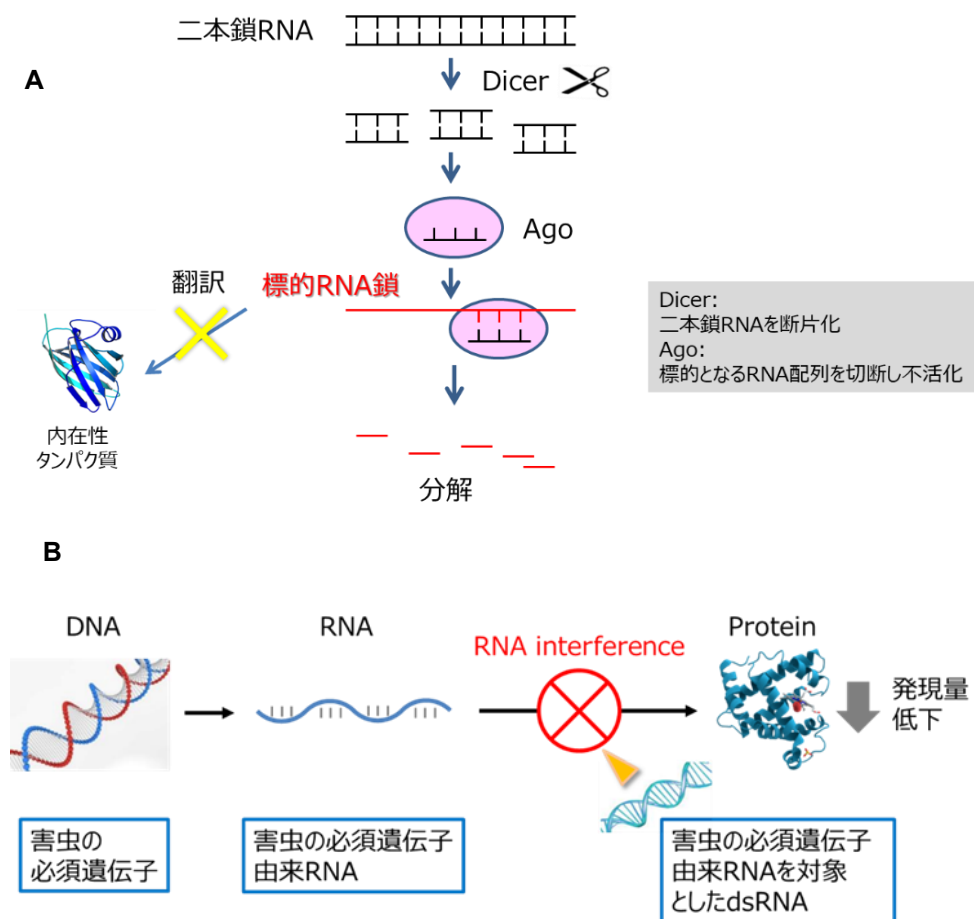 二本鎖RNA
A
Dicer
Ago
翻訳
標的RNA鎖
Dicer:
二本鎖RNAを断片化
Ago:
標的となるRNA配列を切断し不活化
内在性
タンパク質
分解
B
DNA
RNA
RNA interference
Protein
発現量
低下
害虫の
必須遺伝子
害虫の必須遺伝子
由来RNA
害虫の必須遺伝子
由来RNAを対象
としたdsRNA